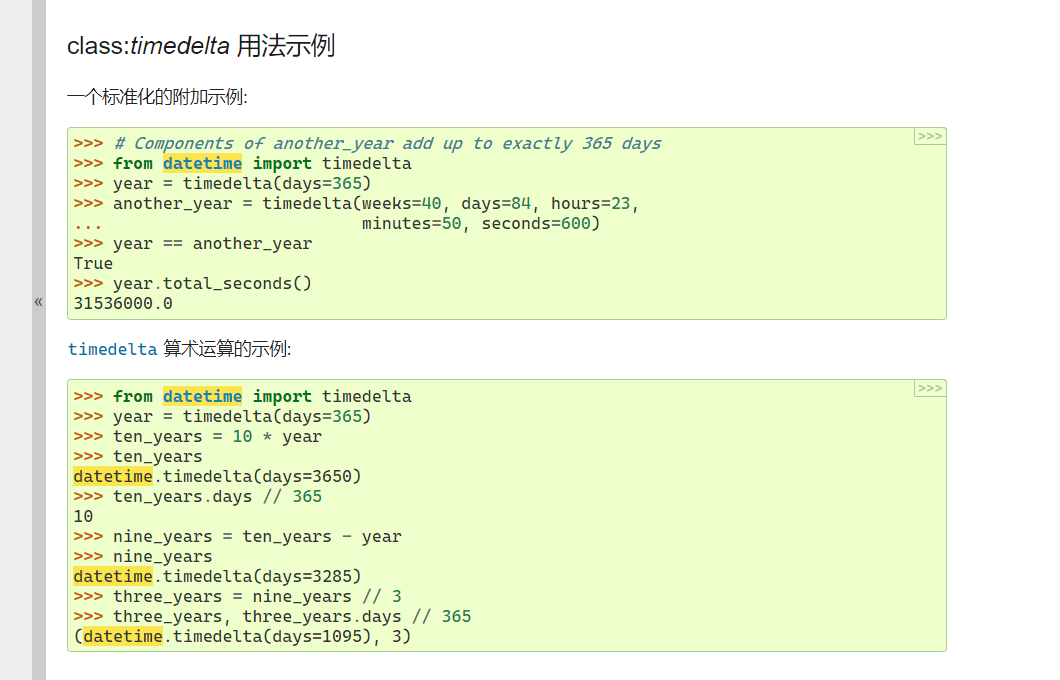 class:timedelta 用法示例
一个标准化的附加示例:
>>>
>>> # Components of another_year add up to exactly 365 days
>>> from datetime import timedelta
>>> year = timedelta(days=365)
>>> another_year = timedelta(weeks=40, days=84, hours=23,
...                          minutes=50, seconds=600)
>>> year == another_year
True
>>> year.total_seconds()
31536000.0
«
timedelta 算术运算的示例:
>>>
>>> from datetime import timedelta
>>> year = timedelta(days=365)
>>> ten_years = 10 * year
>>> ten_years
datetime.timedelta(days=3650)
>>> ten_years.days // 365
10
>>> nine_years = ten_years - year
>>> nine_years
datetime.timedelta(days=3285)
>>> three_years = nine_years // 3
>>> three_years, three_years.days // 365
(datetime.timedelta(days=1095), 3)